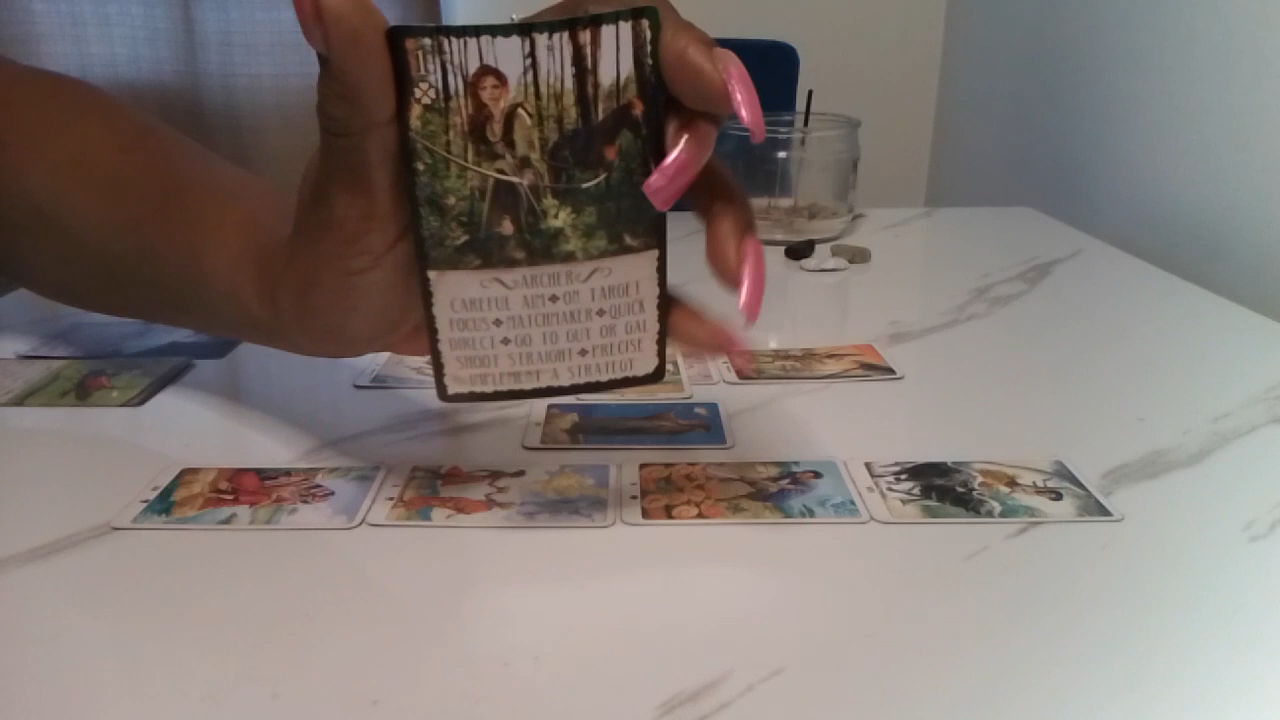 ARCHER
CAREFUL AIM❖ON TARGET
FOCUS❖MATCHMAKER❖QUICK
DIRECT❖GO TO GUY OR GAL
SHOOT STRAIGHT❖PRECISE
IMPLEMENT A STRATEGY